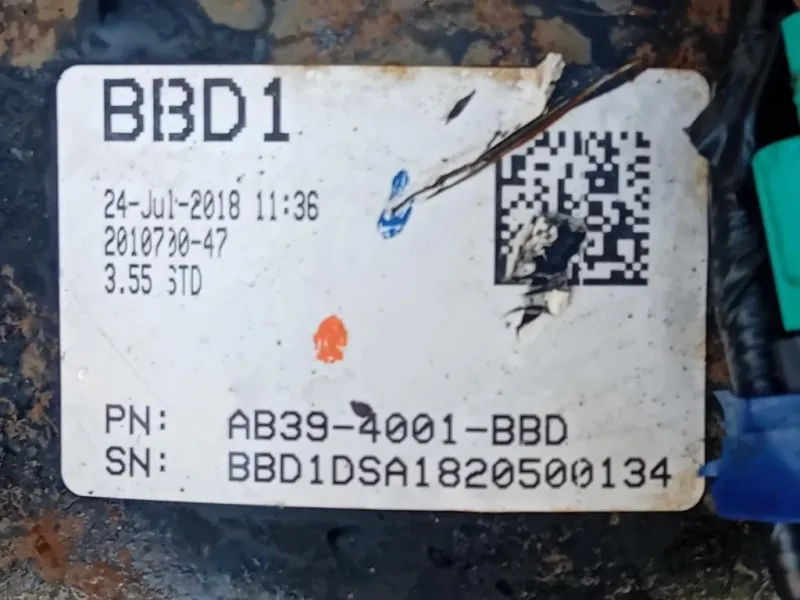 BBD1
24-Jul-2018 11:36
2010700-47
3.55 STD
PN: AB39-4001-BBD
SN: BBD1DSA1820500134